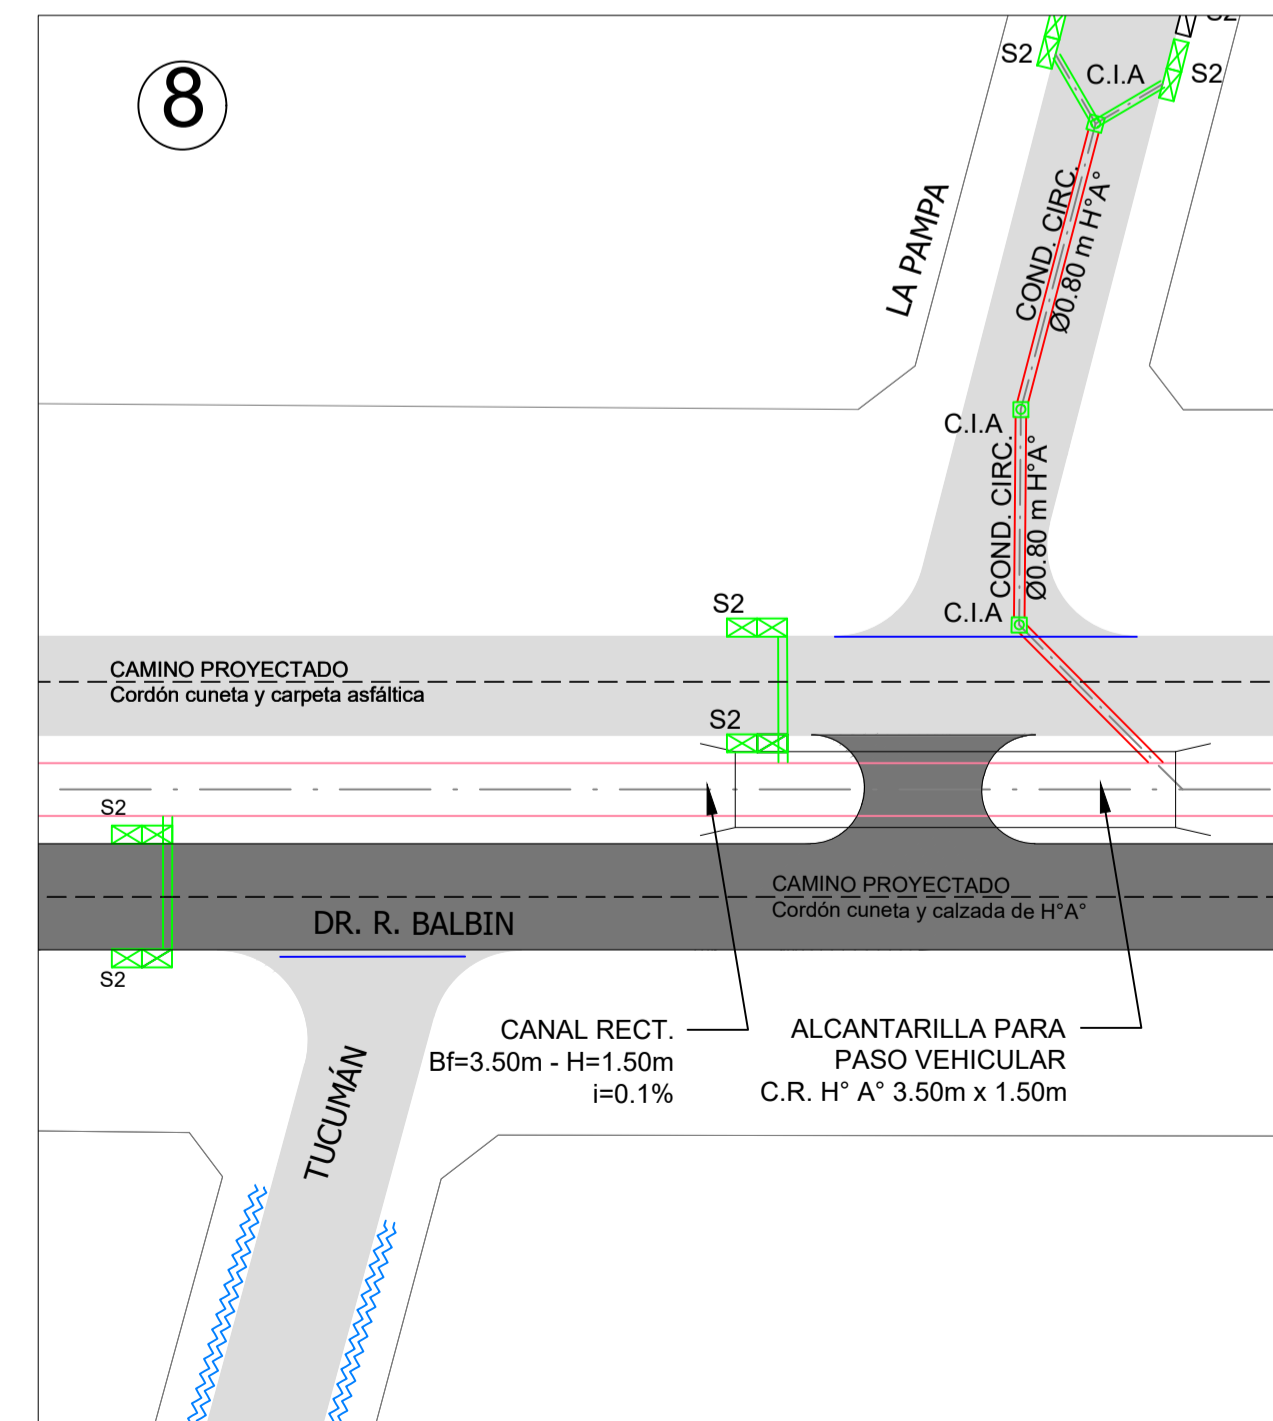 8
S2
S2
C.I.A
S2
LA PAMPA
COND. CIRC.
Ø0.80 m H°A°
C.I.A
COND. CIRC.
Ø0.80 m H°A°
C.I.A
S2
CAMINO PROYECTADO
Cordón cuneta y carpeta asfáltica
S2
S2
CAMINO PROYECTADO
Cordón cuneta y calzada de H°A°
DR. R. BALBIN
S2
CANAL RECT.
Bf=3.50m - H=1.50m
i=0.1%
ALCANTARILLA PARA
PASO VEHICULAR
C.R. H° A° 3.50m x 1.50m
TUCUMÁN